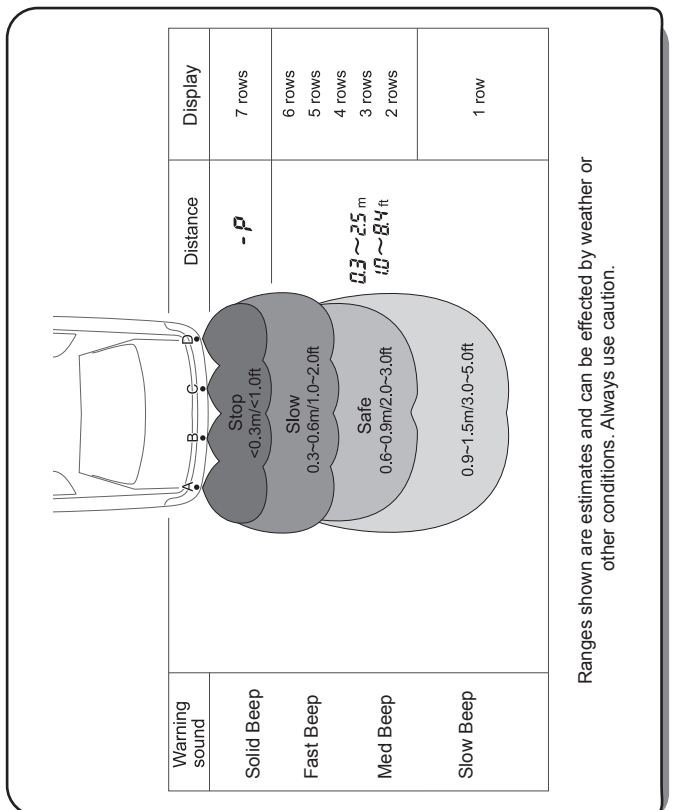 Warning
sound
Distance
Display
A
B
C
D
Solid Beep
Stop
<0.3m/<1.0ft
-P
7 rows
Fast Beep
Slow
0.3~0.6m/1.0~2.0ft
6 rows
5 rows
4 rows
3 rows
2 rows
Med Beep
Safe
0.6~0.9m/2.0~3.0ft
0.3~2.5 m
1.0~8.4 ft
Slow Beep
0.9~1.5m/3.0~5.0ft
1 row
Ranges shown are estimates and can be effected by weather or
other conditions. Always use caution.